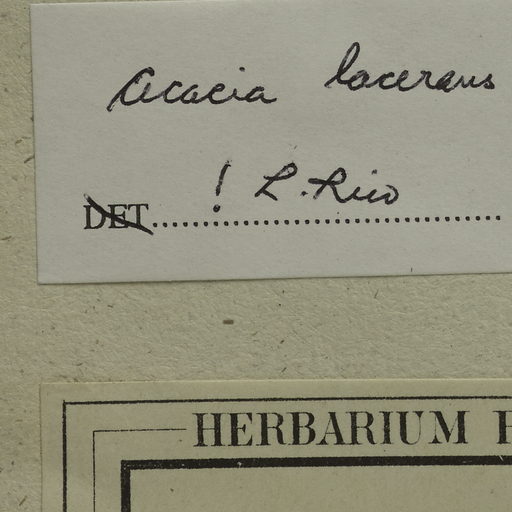 Acacia lacerans
DET ! L. Rico
HERBARIUM